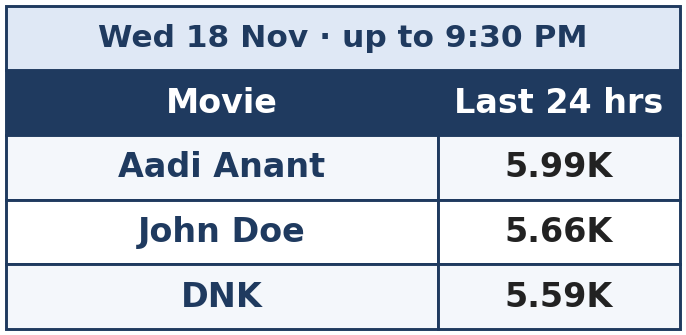 Wed 18 Nov · up to 9:30 PM
Movie Last 24 hrs
Aadi Anant 5.99K
John Doe 5.66K
DNK 5.59K